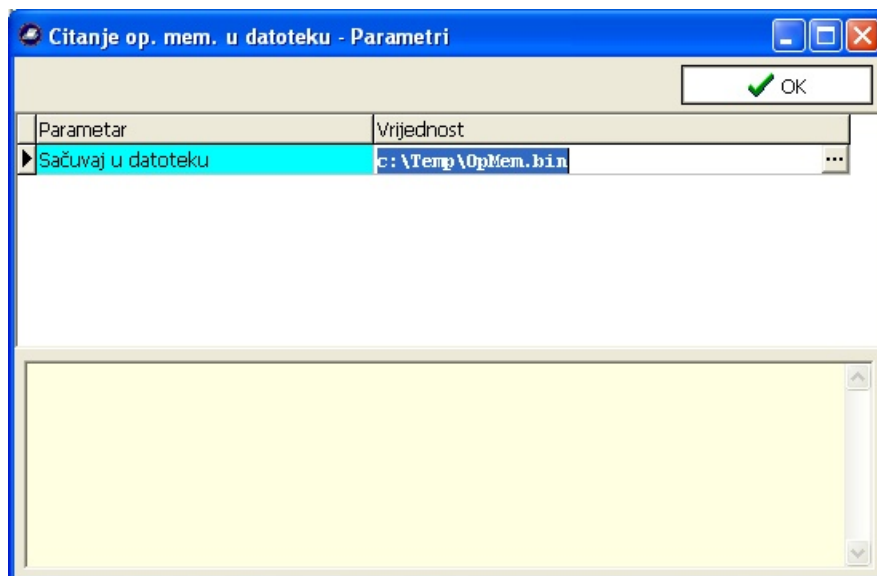 Citanje op. mem. u datoteku - Parametri
OK
Parametar Vrijednost
Sačuvaj u datoteku c:\Temp\OpMem.bin ...